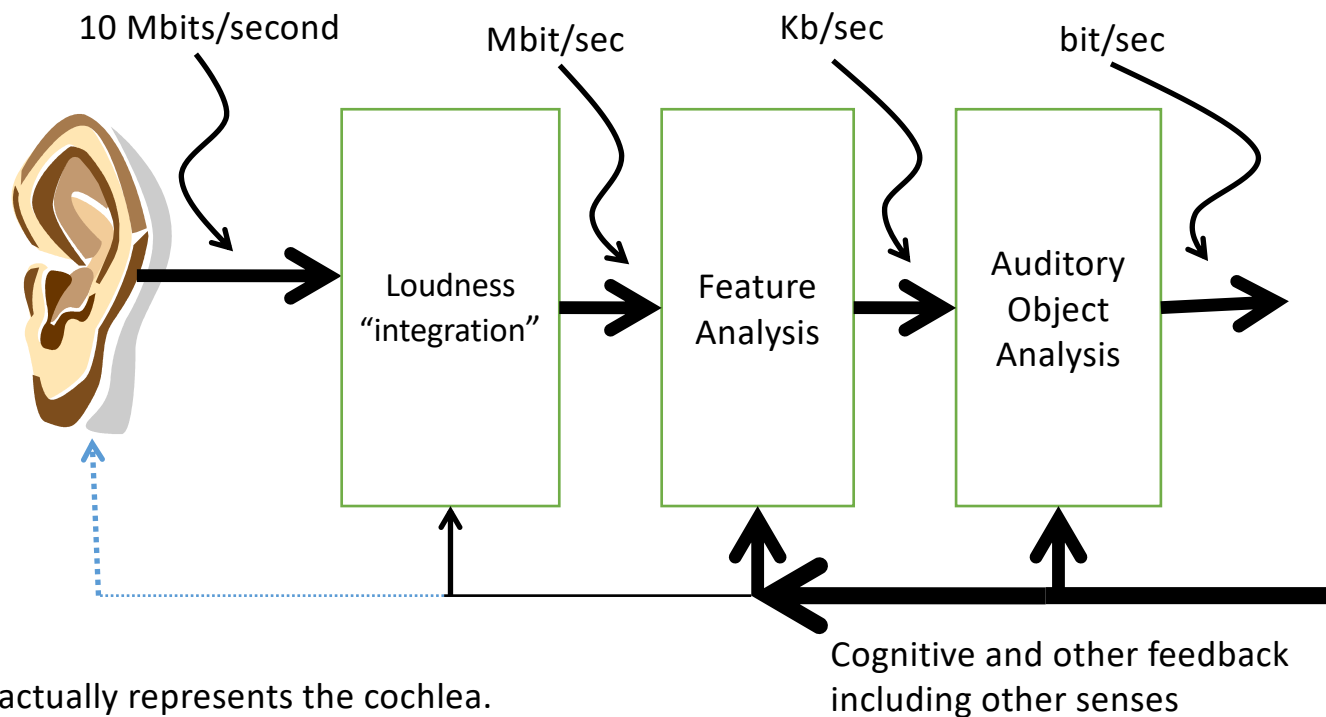 10 Mbits/second
Mbit/sec
Kb/sec
bit/sec
Loudness
“integration”
Feature
Analysis
Auditory
Object
Analysis
Cognitive and other feedback
including other senses
actually represents the cochlea.